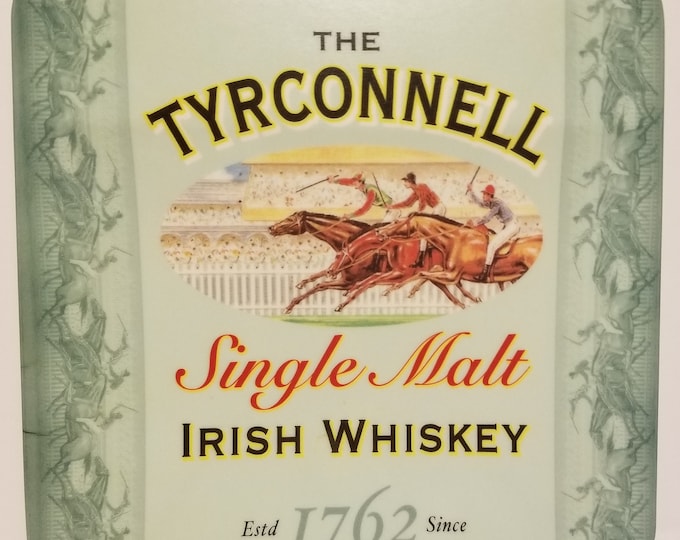 THE
TYRCONNELL
Single Malt
IRISH WHISKEY
Estd 1762 Since